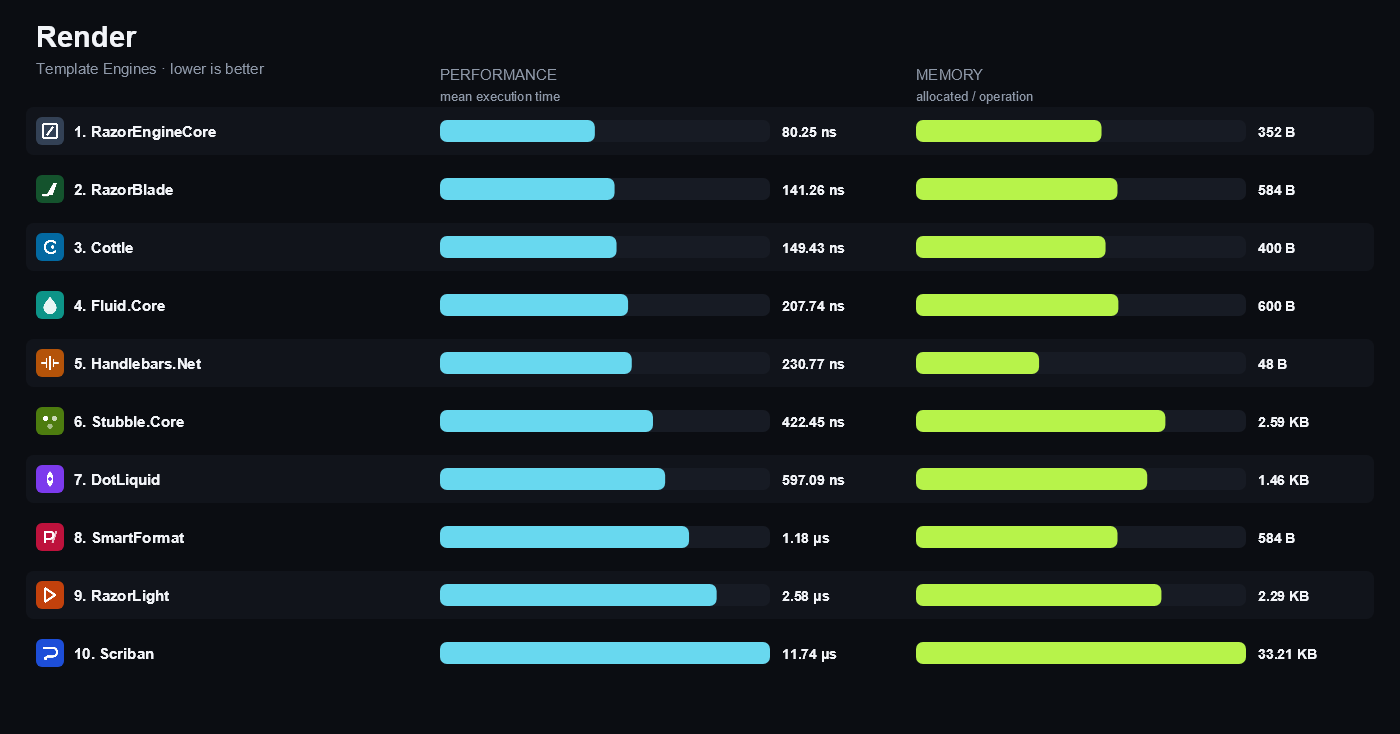 Render
Template Engines · lower is better
PERFORMANCE
mean execution time
MEMORY
allocated / operation
1. RazorEngineCore 80.25 ns 352 B
2. RazorBlade 141.26 ns 584 B
3. Cottle 149.43 ns 400 B
4. Fluid.Core 207.74 ns 600 B
5. Handlebars.Net 230.77 ns 48 B
6. Stubble.Core 422.45 ns 2.59 KB
7. DotLiquid 597.09 ns 1.46 KB
8. SmartFormat 1.18 µs 584 B
9. RazorLight 2.58 µs 2.29 KB
10. Scriban 11.74 µs 33.21 KB